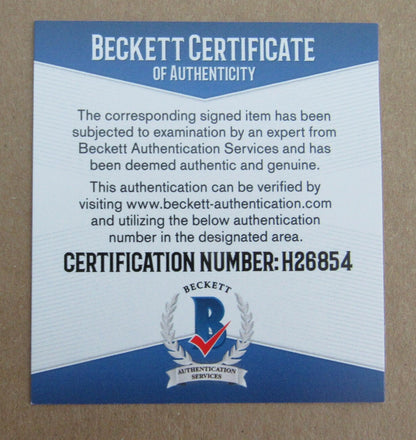 BECKETT CERTIFICATE
OF AUTHENTICITY
The corresponding signed item has been
subjected to examination by an expert from
Beckett Authentication Services and has
been deemed authentic and genuine.
This authentication can be verified by
visiting www.beckett-authentication.com
and utilizing the below authentication
number in the designated area.
CERTIFICATION NUMBER: H26854
BECKETT
B
AUTHENTICATION
SERVICES